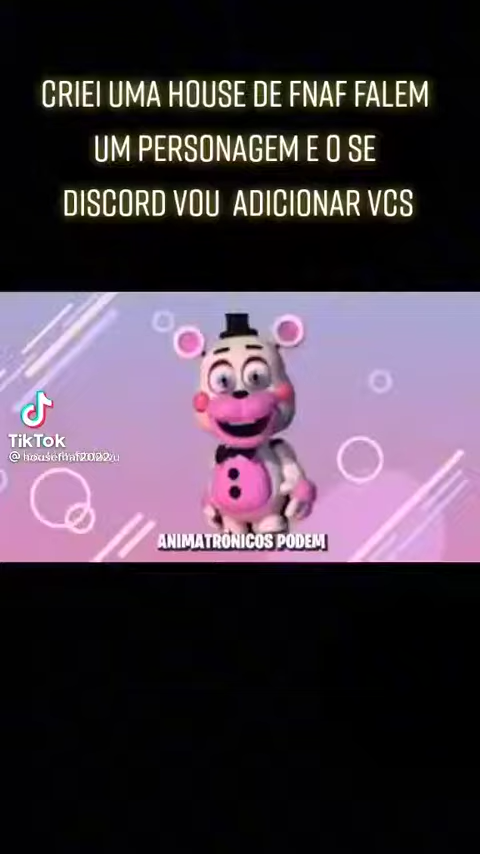 CRIEI UMA HOUSE DE FNAF FALEM
UM PERSONAGEM E O SE
DISCORD VOU ADICIONAR VCS
TikTok
ANIMATRONICOS PODEM